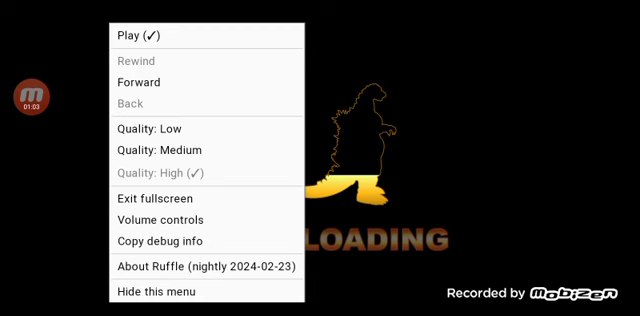 Play (✓)
Rewind
Forward
Back
Quality: Low
Quality: Medium
Quality: High (✓)
Exit fullscreen
Volume controls
Copy debug info
About Ruffle (nightly 2024-02-23)
Hide this menu
01:03
LOADING
Recorded by mobizen